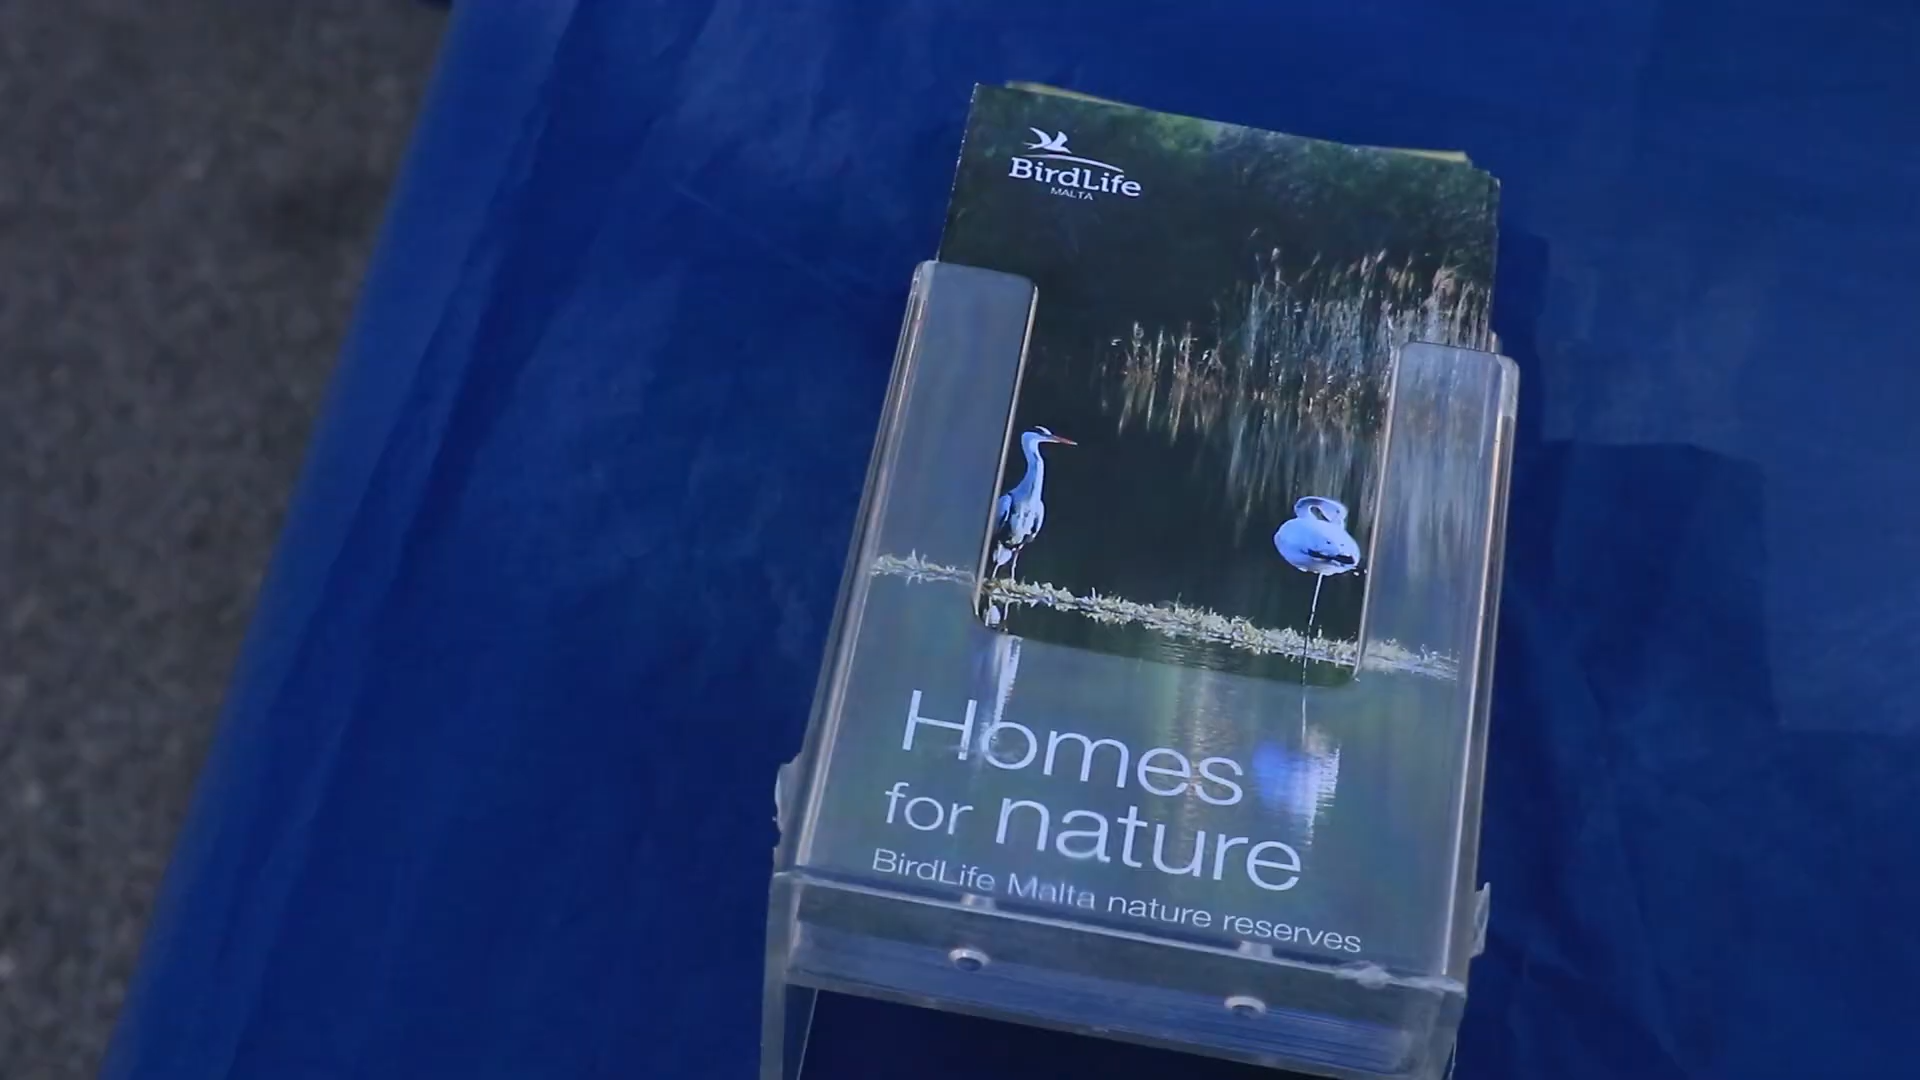 BirdLife
MALTA
Homes
for nature
BirdLife Malta nature reserves